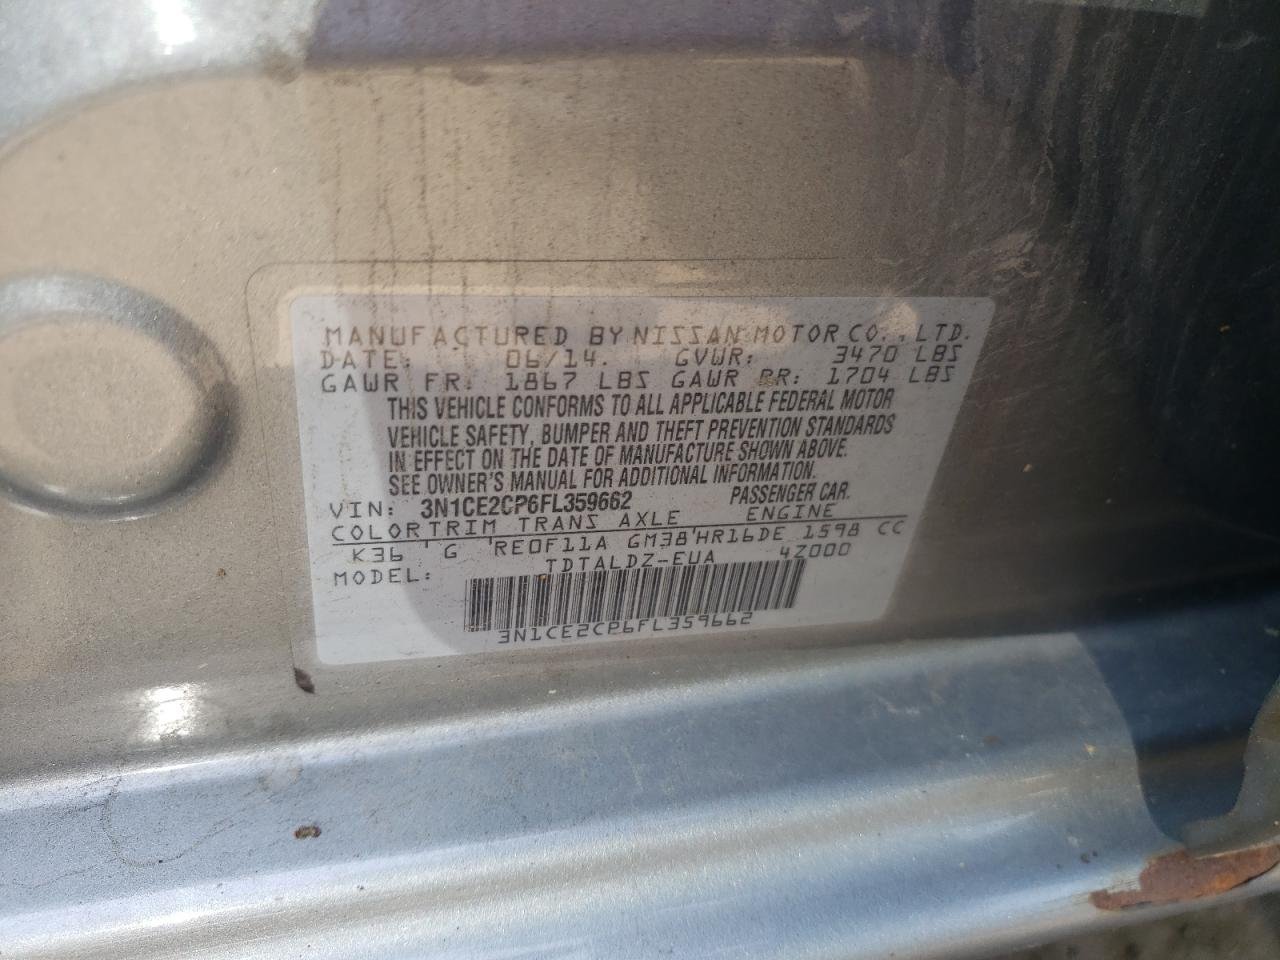 MANUFACTURED BY NISSAN MOTOR CO., LTD.
DATE: 06/14. GVWR: 3470 LBS
GAWR FR: 1867 LBS GAWR RR: 1704 LBS
THIS VEHICLE CONFORMS TO ALL APPLICABLE FEDERAL MOTOR
VEHICLE SAFETY, BUMPER AND THEFT PREVENTION STANDARDS
IN EFFECT ON THE DATE OF MANUFACTURE SHOWN ABOVE.
SEE OWNER'S MANUAL FOR ADDITIONAL INFORMATION.
VIN: 3N1CE2CP6FL359662 PASSENGER CAR.
COLOR TRIM TRANS AXLE ENGINE
K36 G RE0F11A GM38 HR16DE 1598 CC
MODEL: TDTALDZ-EUA 4Z000
3N1CE2CP6FL359662